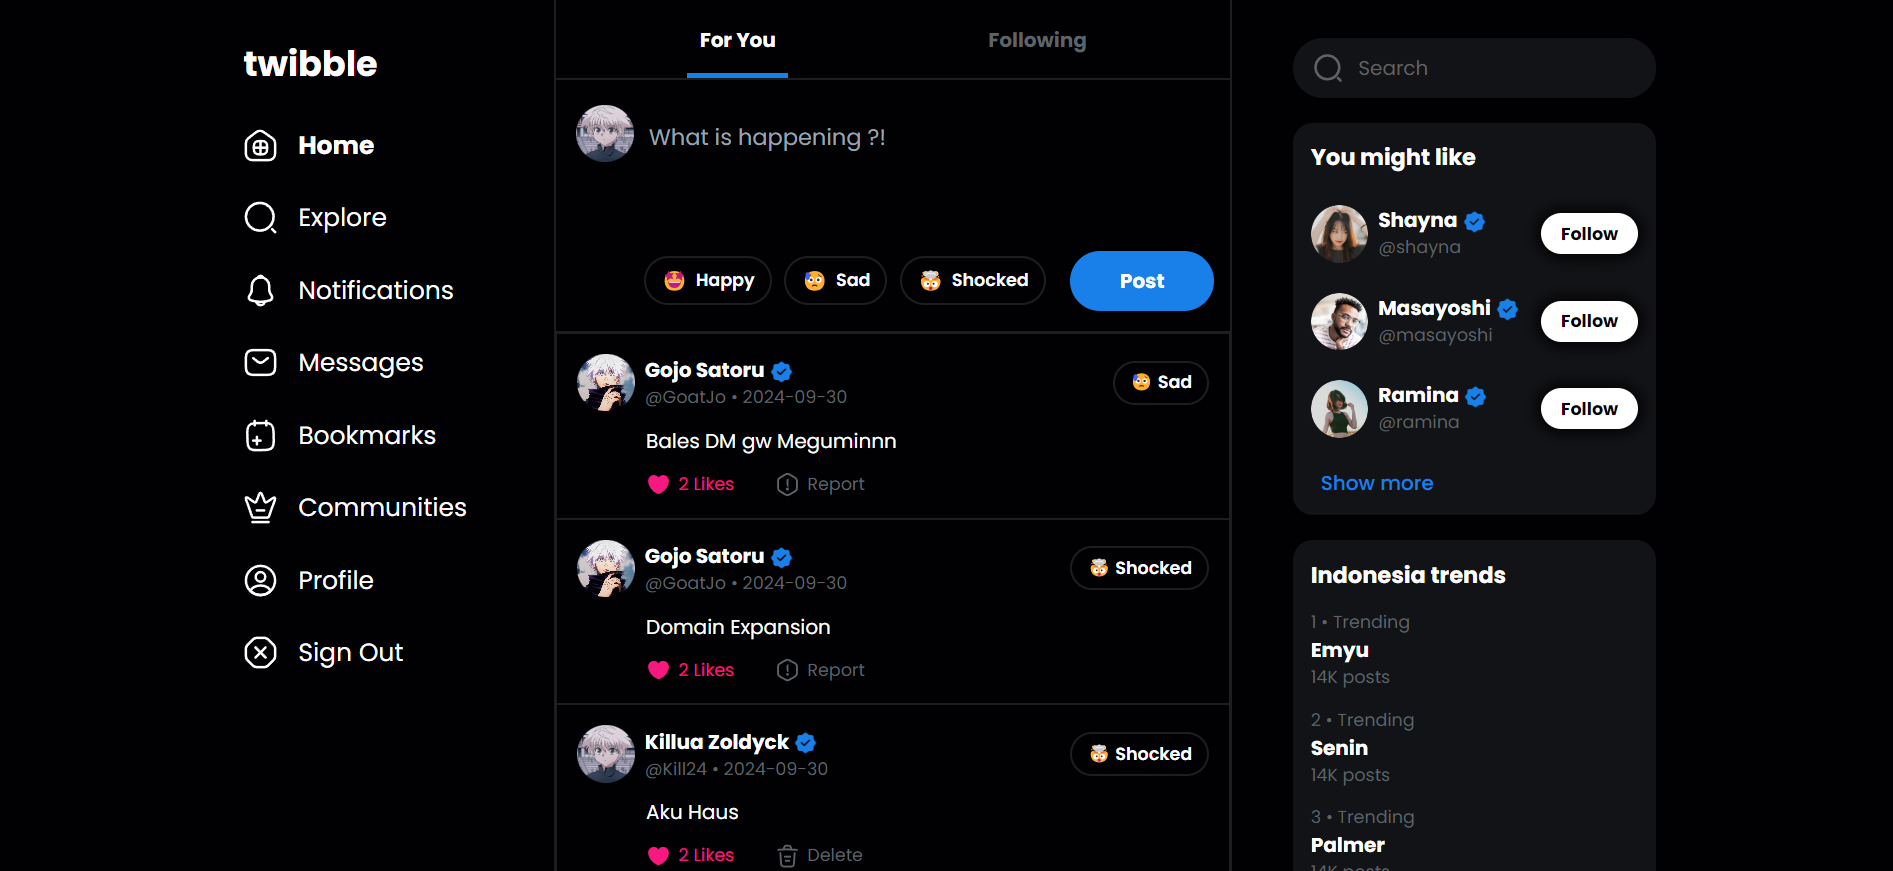 twibble
Home
Explore
Notifications
Messages
Bookmarks
Communities
Profile
Sign Out
For You
Following
What is happening ?!
Happy
Sad
Shocked
Post
Gojo Satoru
@GoatJo • 2024-09-30
Sad
Bales DM gw Meguminnn
2 Likes
Report
Gojo Satoru
@GoatJo • 2024-09-30
Shocked
Domain Expansion
2 Likes
Report
Killua Zoldyck
@Kill24 • 2024-09-30
Shocked
Aku Haus
2 Likes
Delete
Search
You might like
Shayna
@shayna
Follow
Masayoshi
@masayoshi
Follow
Ramina
@ramina
Follow
Show more
Indonesia trends
1 • Trending
Emyu
14K posts
2 • Trending
Senin
14K posts
3 • Trending
Palmer
14K posts